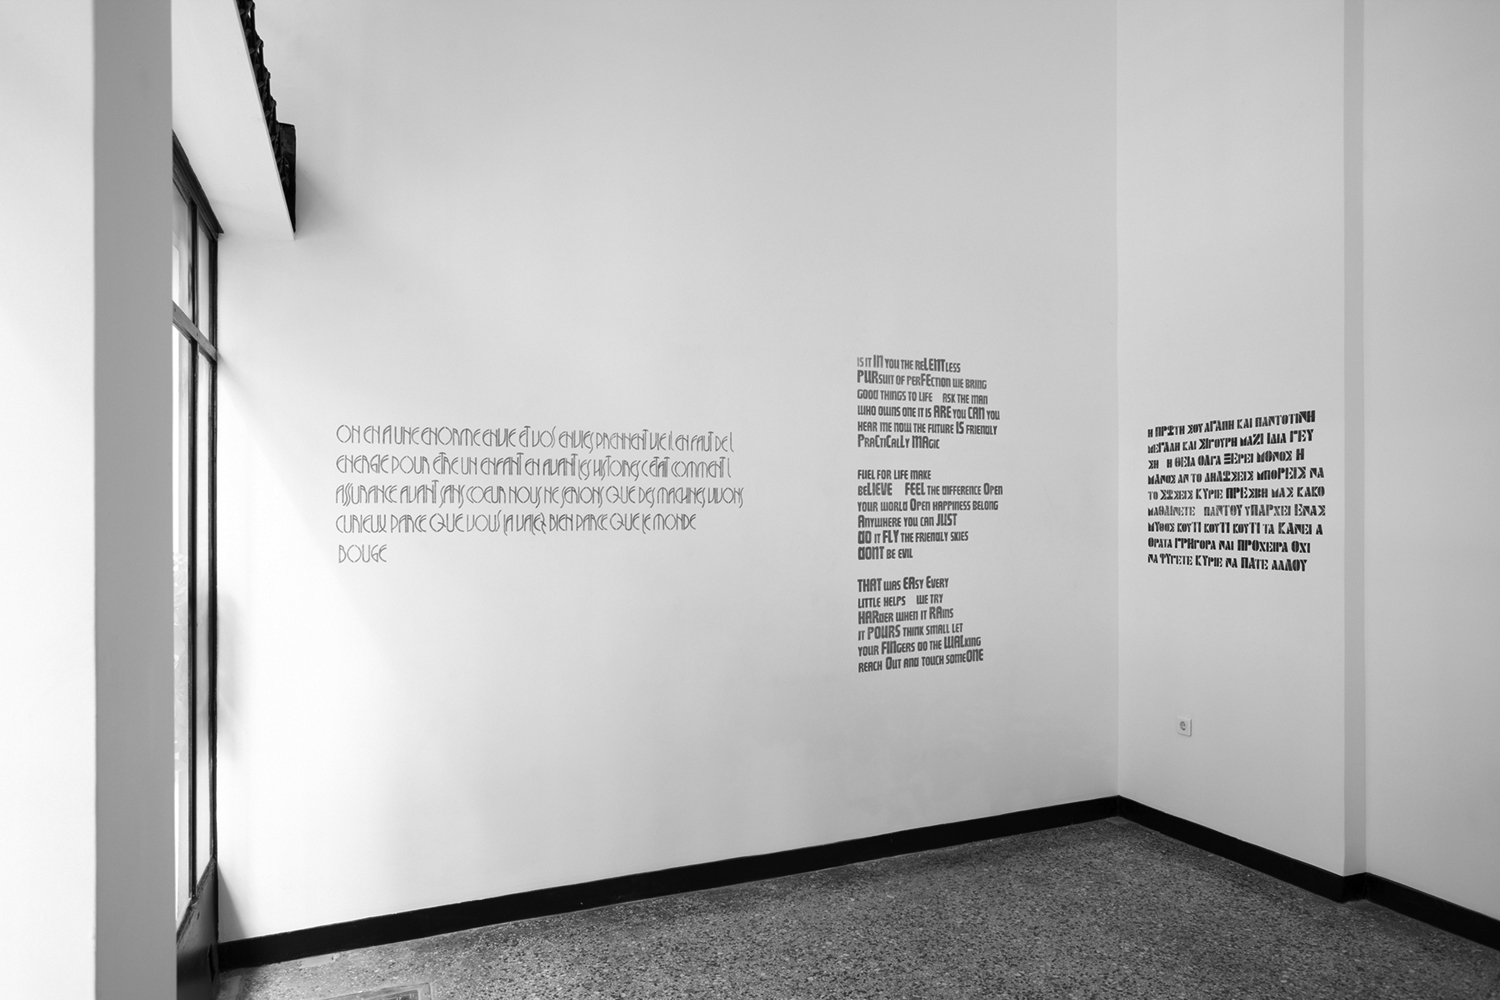 ON EN A UNE ENORME ENVIE ET VOS ENVIES PRENNENT VIE IL EN FAUT DE L
ENERGIE POUR ETRE UN ENFANT EN AVANT LES HISTOIRES C ETAIT COMMENT L
ASSURANCE AVANT SANS COEUR NOUS NE SERIONS QUE DES MACHINES VIVONS
CURIEUX PARCE QUE VOUS LA VALEZ BIEN PARCE QUE LE MONDE
BOUGE
IS IT IN YOU THE RELENTLESS
PURSUIT OF PERFECTION WE BRING
GOOD THINGS TO LIFE ASK THE MAN
WHO OWNS ONE IT IS ARE YOU CAN YOU
HEAR ME NOW THE FUTURE IS FRIENDLY
PRACTICALLY MAGIC
FUEL FOR LIFE MAKE
BELIEVE FEEL THE DIFFERENCE OPEN
YOUR WORLD OPEN HAPPINESS BELONG
ANYWHERE YOU CAN JUST
DO IT FLY THE FRIENDLY SKIES
DONT BE EVIL
THAT WAS EASY EVERY
LITTLE HELPS WE TRY
HARDER WHEN IT RAINS
IT POURS THINK SMALL LET
YOUR FINGERS DO THE WALKING
REACH OUT AND TOUCH SOMEONE
Η ΠΡΩΤΗ ΣΟΥ ΑΓΑΠΗ ΚΑΙ ΠΑΝΤΟΤΙΝΗ
ΜΕΓΑΛΗ ΚΑΙ ΣΙΓΟΥΡΗ ΜΑΖΙ ΙΔΙΑ ΓΕΥ
ΣΗ Η ΘΕΙΑ ΟΛΓΑ ΞΕΡΕΙ ΜΟΝΟΣ Η
ΜΑΝΟΣ ΑΝ ΤΟ ΔΗΛΩΣΕΙΣ ΜΠΟΡΕΙΣ ΝΑ
ΤΟ ΣΩΣΕΙΣ ΚΥΡΙΕ ΠΡΕΣΒΗ ΜΑΣ ΚΑΚΟ
ΜΑΘΑΙΝΕΤΕ ΠΑΝΤΟΥ ΥΠΑΡΧΕΙ ΕΝΑΣ
ΜΥΘΟΣ ΚΟΥΤΙ ΚΟΥΤΙ ΚΟΥΤΙ ΤΑ ΚΑΝΕΙ Α
ΟΡΑΤΑ ΓΡΗΓΟΡΑ ΝΑΙ ΠΡΟΧΕΙΡΑ ΟΧΙ
ΝΑ ΦΥΓΕΤΕ ΚΥΡΙΕ ΝΑ ΠΑΤΕ ΑΛΛΟΥ